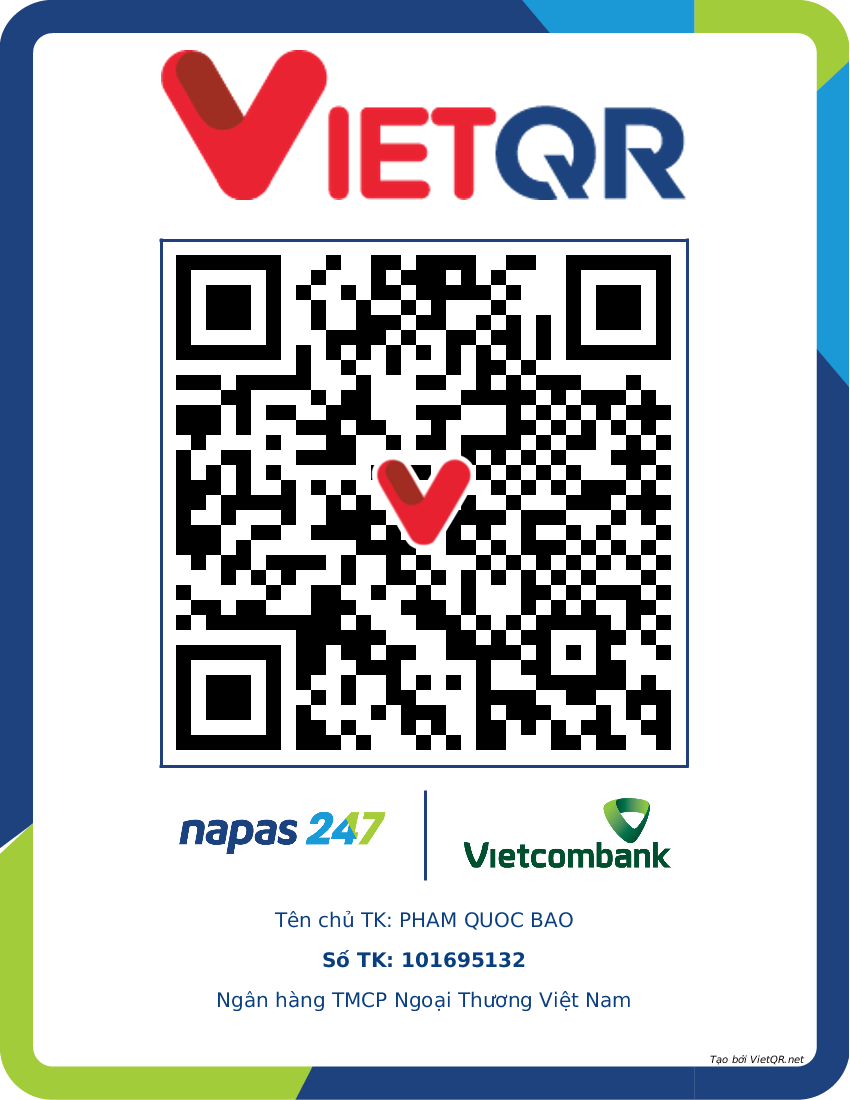 VIETQR
napas 247
Vietcombank
Tên chủ TK: PHAM QUOC BAO
Số TK: 101695132
Ngân hàng TMCP Ngoại Thương Việt Nam
Tạo bởi VietQR.net